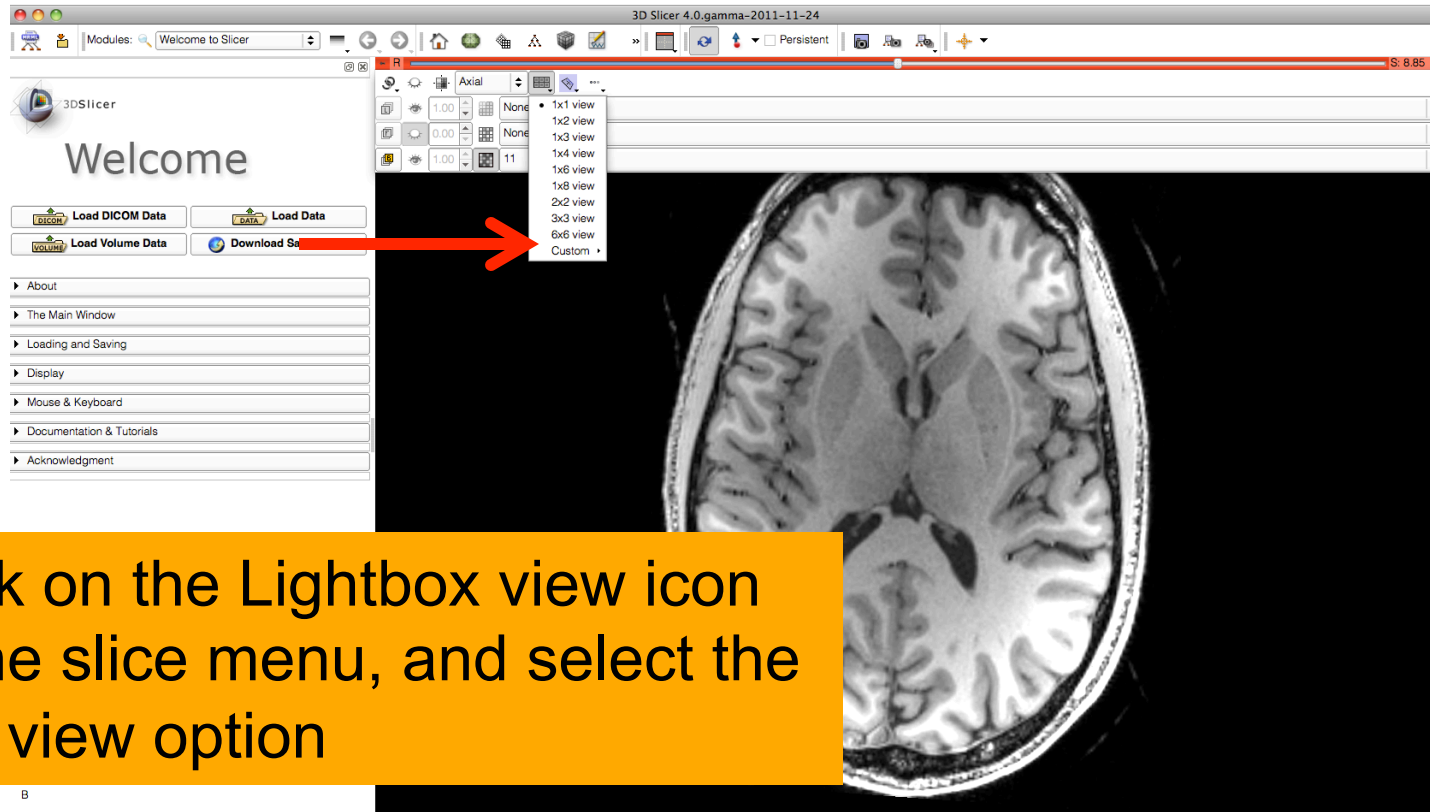 3D Slicer 4.0.gamma-2011-11-24
Modules: Welcome to Slicer » Persistent
R S: 8.85
Axial
1.00 None
0.00 None
1.00 11
1x1 view
1x2 view
1x3 view
1x4 view
1x6 view
1x8 view
2x2 view
3x3 view
6x6 view
Custom
3DSlicer
Welcome
DICOM Load DICOM Data
DATA Load Data
VOLUME Load Volume Data
Download Sa
About
The Main Window
Loading and Saving
Display
Mouse & Keyboard
Documentation & Tutorials
Acknowledgment
k on the Lightbox view icon
e slice menu, and select the
view option
B